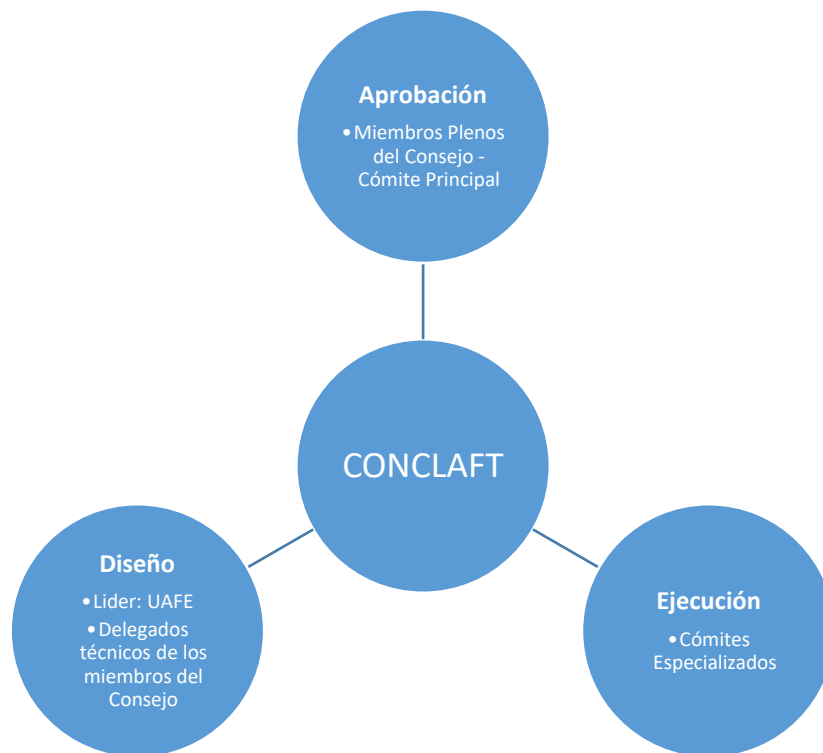 Aprobación
•Miembros Plenos
del Consejo -
Cómite Principal
CONCLAFT
Diseño
•Lider: UAFE
•Delegados
técnicos de los
miembros del
Consejo
Ejecución
•Cómites
Especializados